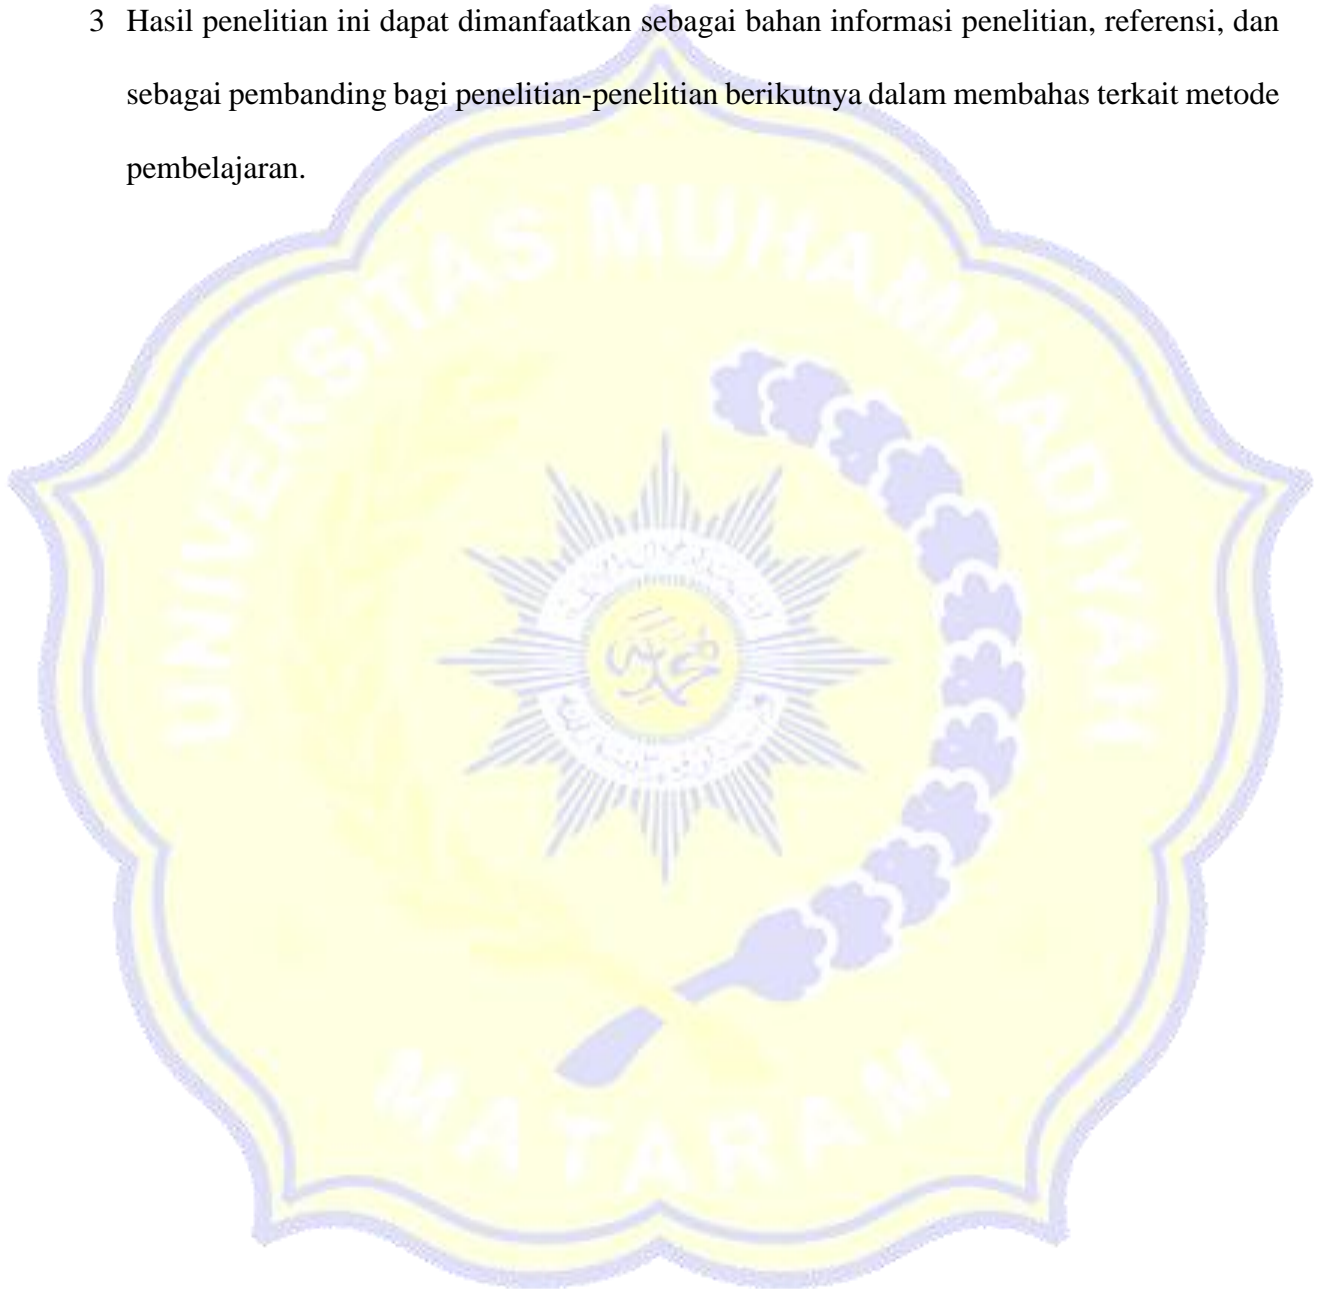 3 Hasil penelitian ini dapat dimanfaatkan sebagai bahan informasi penelitian, referensi, dan
sebagai pembanding bagi penelitian-penelitian berikutnya dalam membahas terkait metode
pembelajaran.
UNIVERSITAS MUHAMMADIYAH
MATARAM